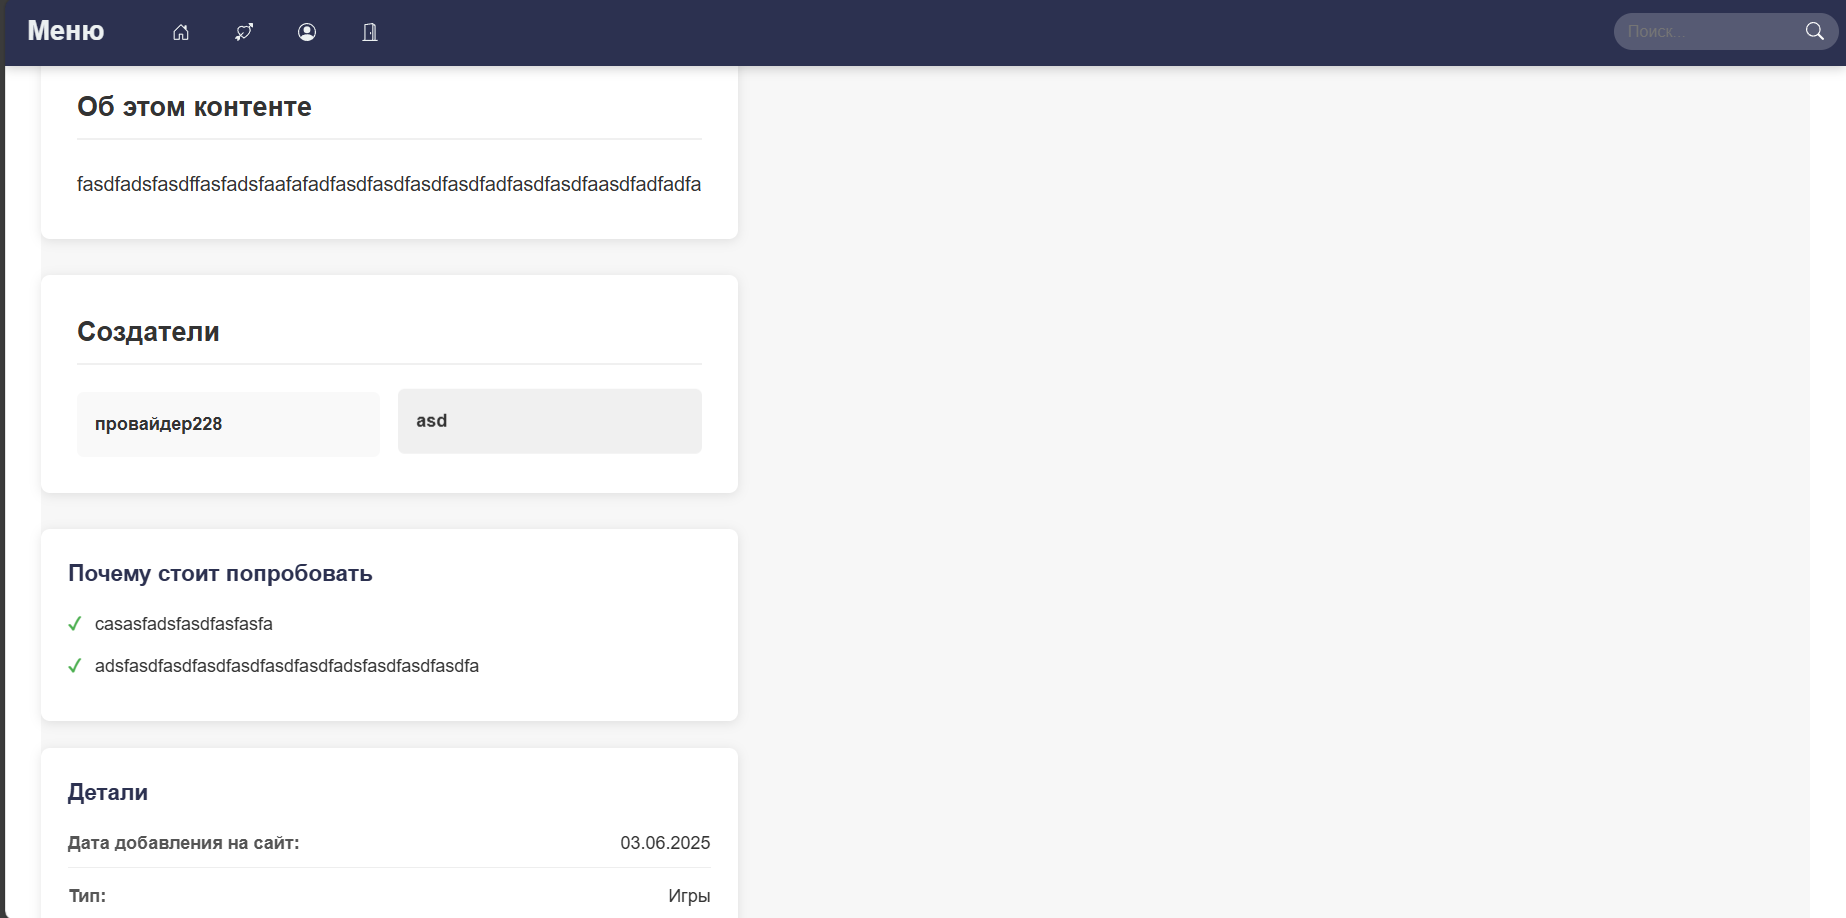 Меню
Поиск...
Об этом контенте
fasdfadsfasdffasfadsfaafafadfasdfasdfasdfasdfadfasdfasdfaasdfadfadfa
Создатели
провайдер228
asd
Почему стоит попробовать
casasfadsfasdfasfasfa
adsfasdfasdfasdfasdfasdfasdfadsfasdfasdfasdfa
Детали
Дата добавления на сайт:
03.06.2025
Тип:
Игры